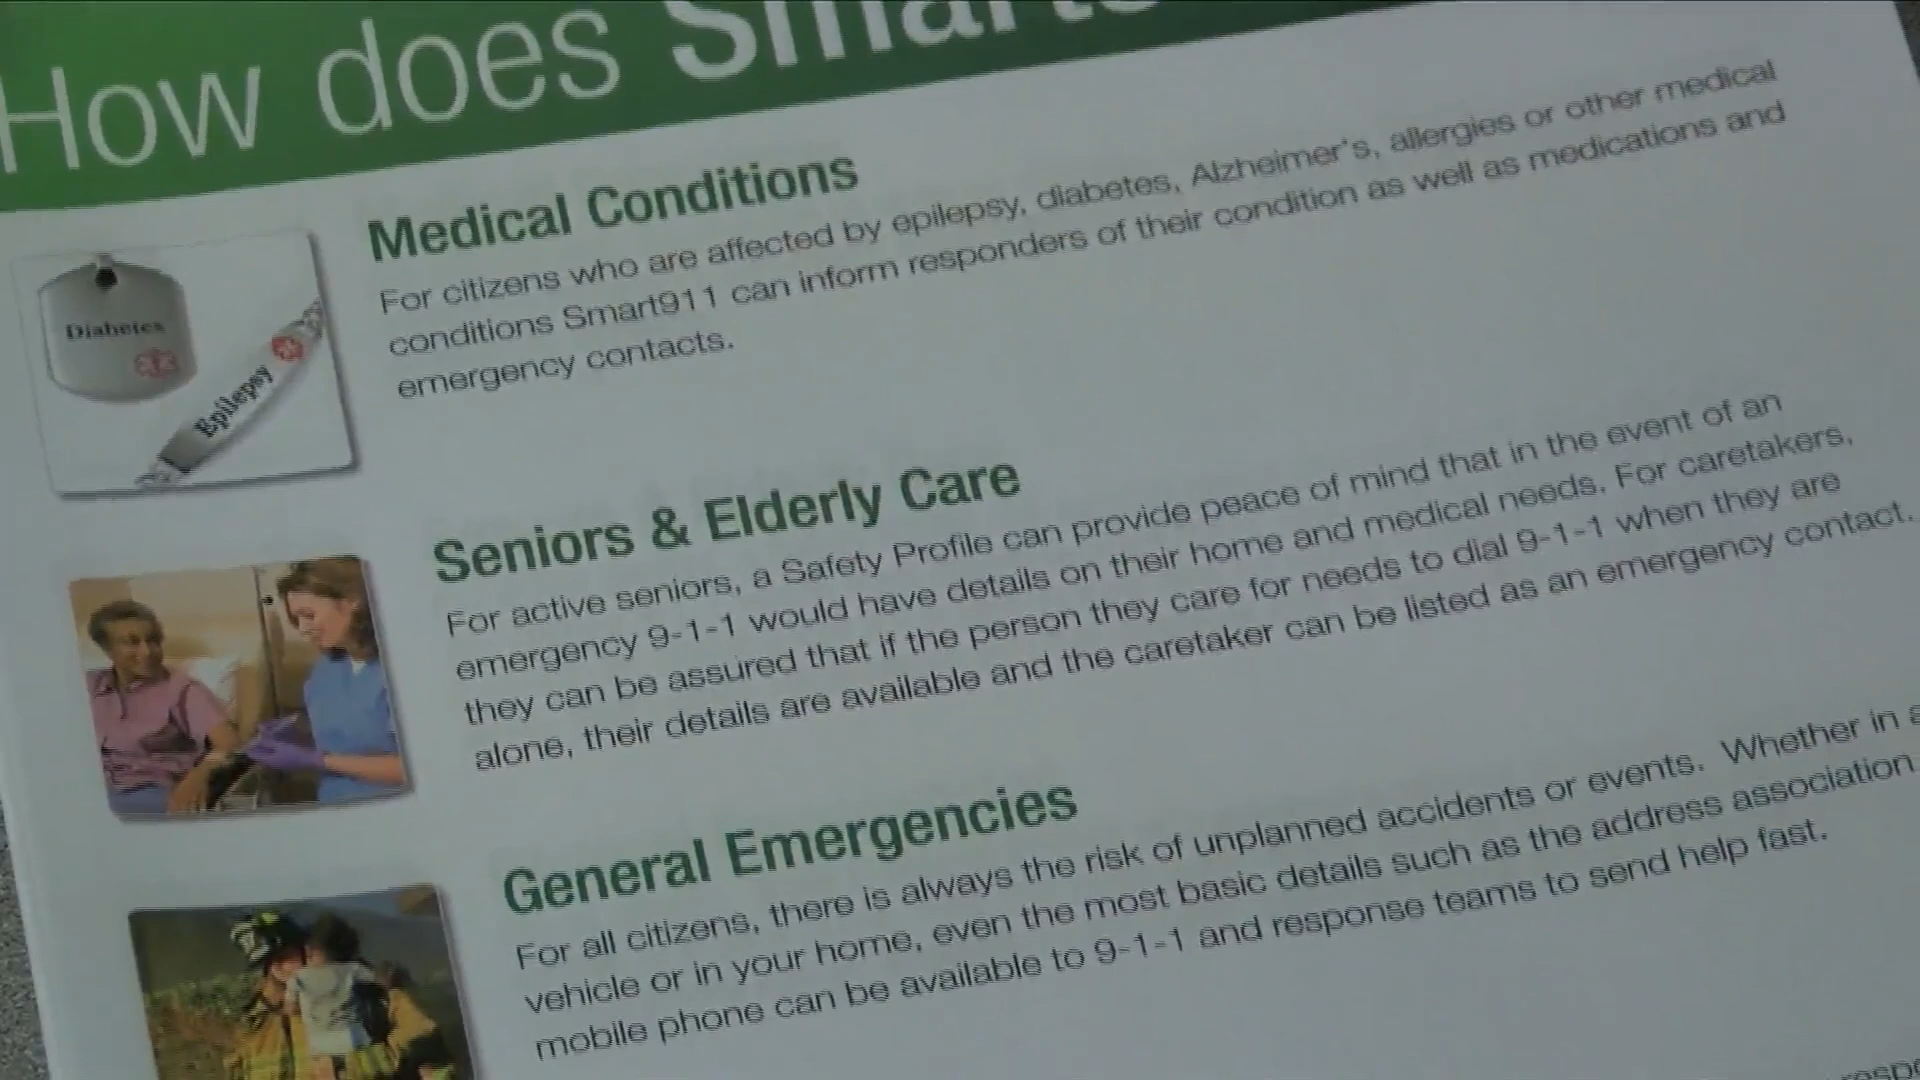 How does Smart
Medical Conditions
For citizens who are affected by epilepsy, diabetes, Alzheimer's, allergies or other medical
conditions Smart911 can inform responders of their condition as well as medications and
emergency contacts.
Diabetes
Epilepsy
Seniors & Elderly Care
For active seniors, a Safety Profile can provide peace of mind that in the event of an
emergency 9-1-1 would have details on their home and medical needs. For caretakers,
they can be assured that if the person they care for needs to dial 9-1-1 when they are
alone, their details are available and the caretaker can be listed as an emergency contact.
General Emergencies
For all citizens, there is always the risk of unplanned accidents or events. Whether in a
vehicle or in your home, even the most basic details such as the address association
mobile phone can be available to 9-1-1 and response teams to send help fast.